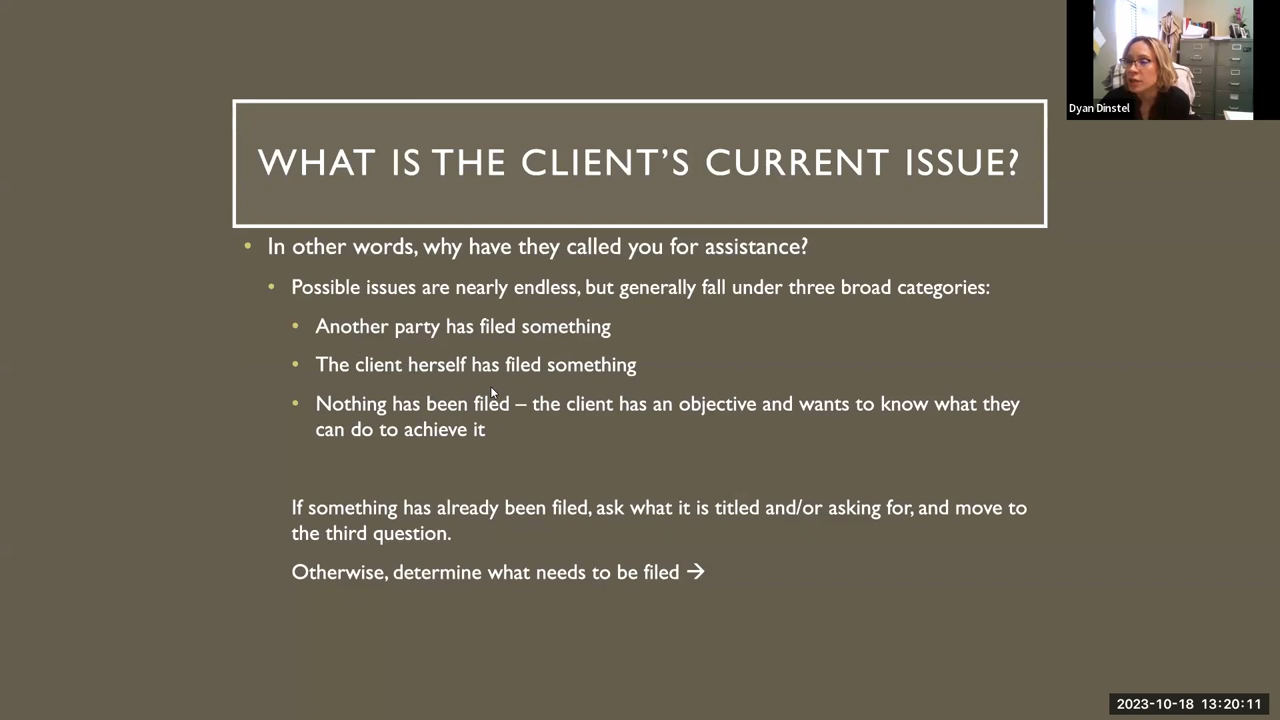 Dyan Dinstel
WHAT IS THE CLIENT’S CURRENT ISSUE?
• In other words, why have they called you for assistance?
• Possible issues are nearly endless, but generally fall under three broad categories:
• Another party has filed something
• The client herself has filed something
• Nothing has been filed – the client has an objective and wants to know what they
can do to achieve it
If something has already been filed, ask what it is titled and/or asking for, and move to
the third question.
Otherwise, determine what needs to be filed →
2023-10-18 13:20:11